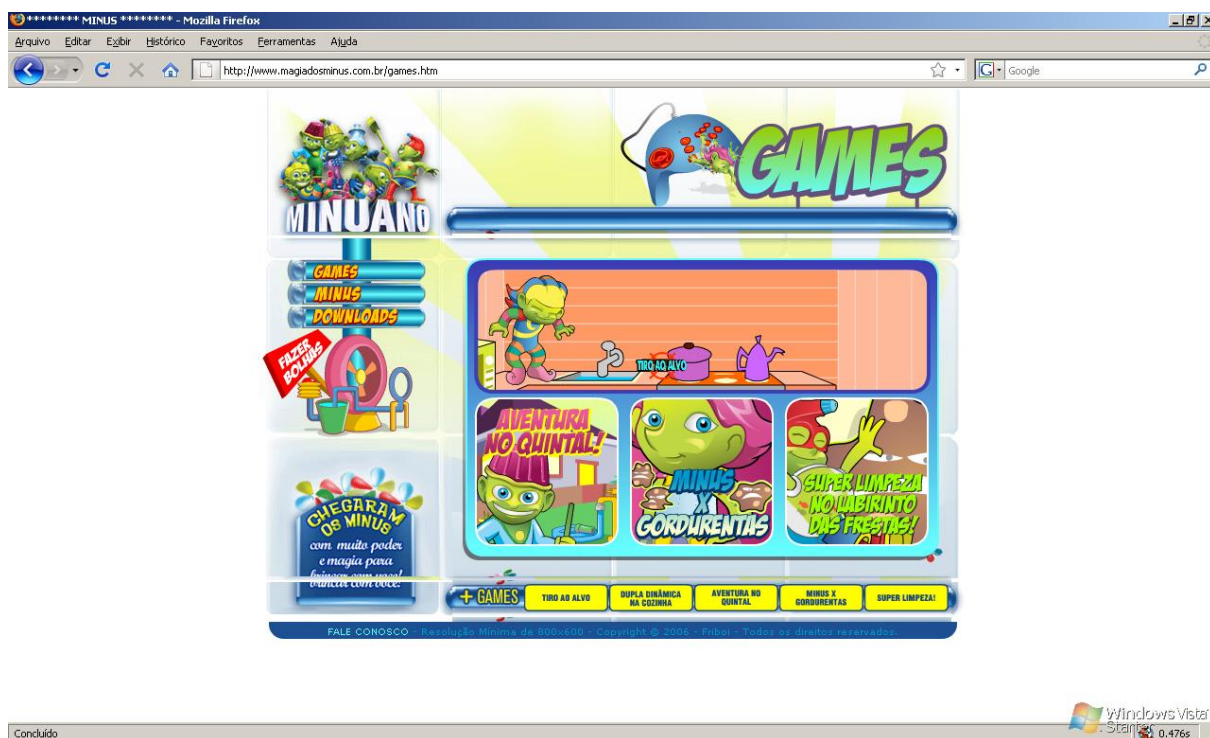 ******** MINUS ******** - Mozilla Firefox
Arquivo Editar Exibir Histórico Favoritos Ferramentas Ajuda
http://www.magiadosminus.com.br/games.htm
Google
MINUANO
GAMES
GAMES
MINUS
DOWNLOADS
FAZER
BOLHAS
TIRO AO ALVO
AVENTURA
NO QUINTAL!
MINUS
X
GORDURENTAS
SUPER LIMPEZA
NO LABIRINTO
DAS FRESTAS!
CHEGARAM
OS MINUS
com muito poder
e magia para
brincar com você!
+ GAMES
TIRO AO ALVO
DUPLA DINÂMICA
NA COZINHA
AVENTURA NO
QUINTAL
MINUS X
GORDURENTAS
SUPER LIMPEZA!
FALE CONOSCO - Resolução Mínima de 800x600 - Copyright © 2006 - Friboi - Todos os direitos reservados.
Windows Vista
Starter
Concluído
0.476s